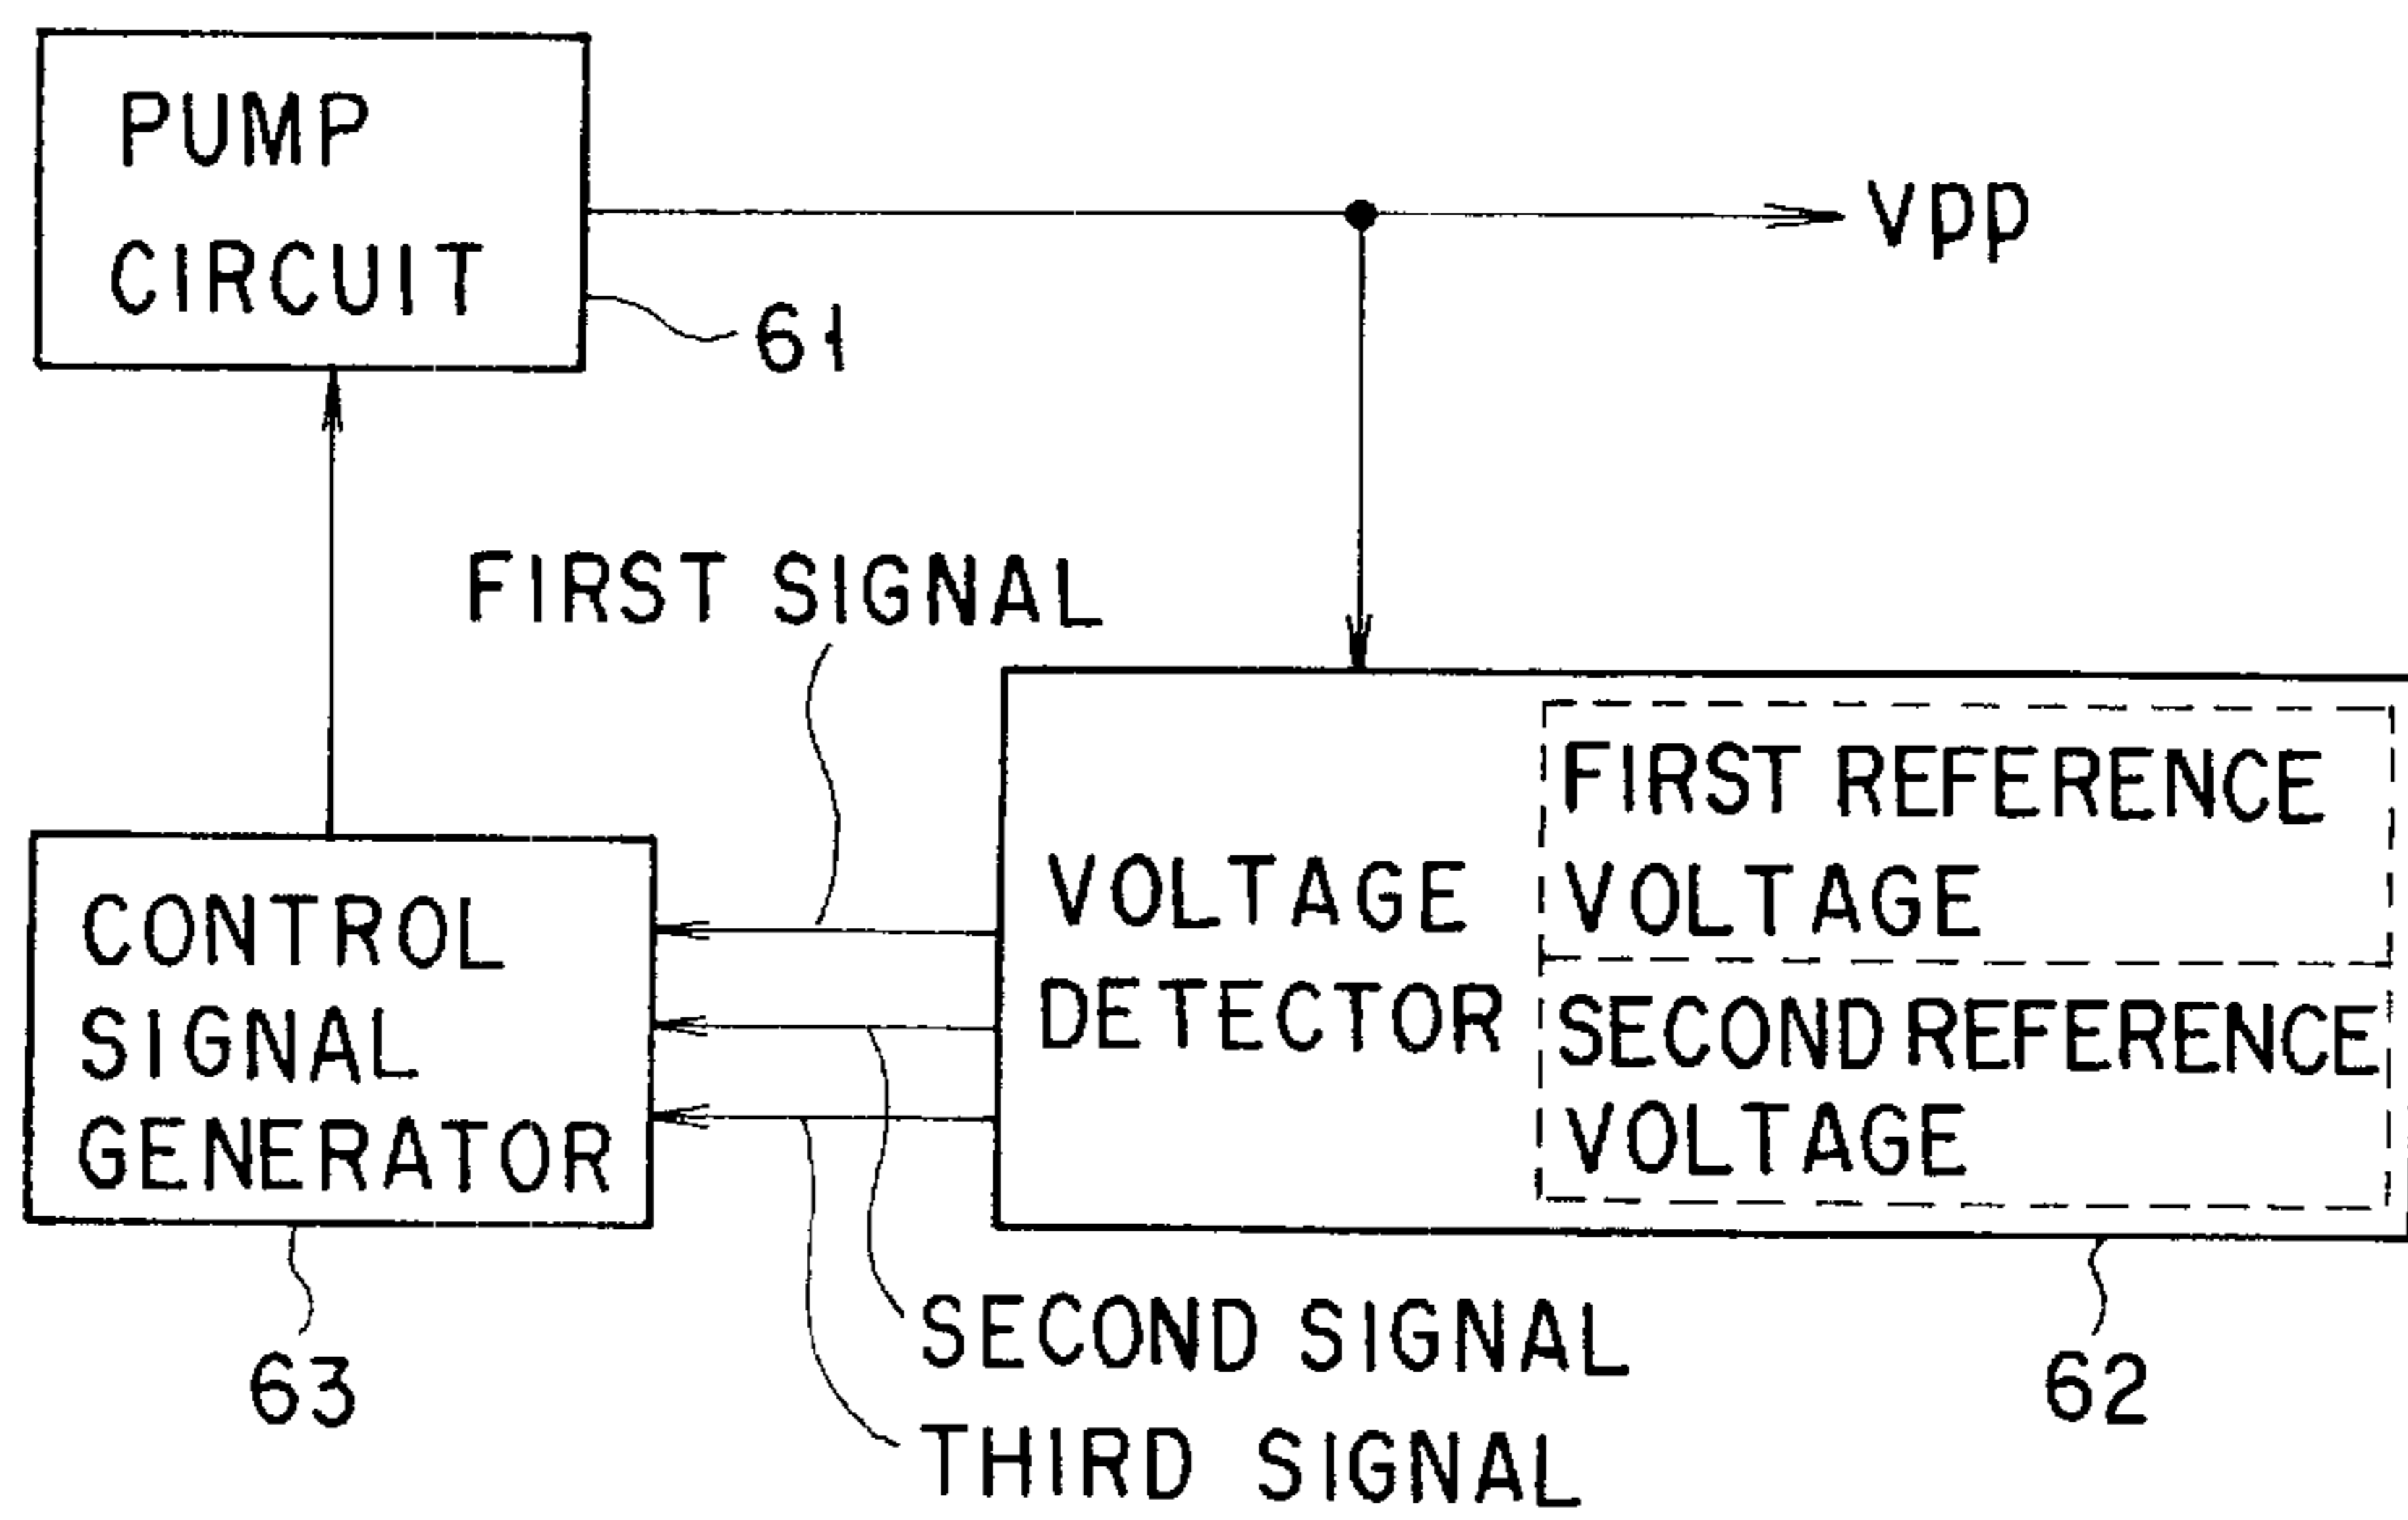 PUMP
CIRCUIT
Vpp
61
FIRST SIGNAL
CONTROL
SIGNAL
GENERATOR
VOLTAGE
DETECTOR
FIRST REFERENCE
VOLTAGE
SECOND REFERENCE
VOLTAGE
SECOND SIGNAL
THIRD SIGNAL
63
62